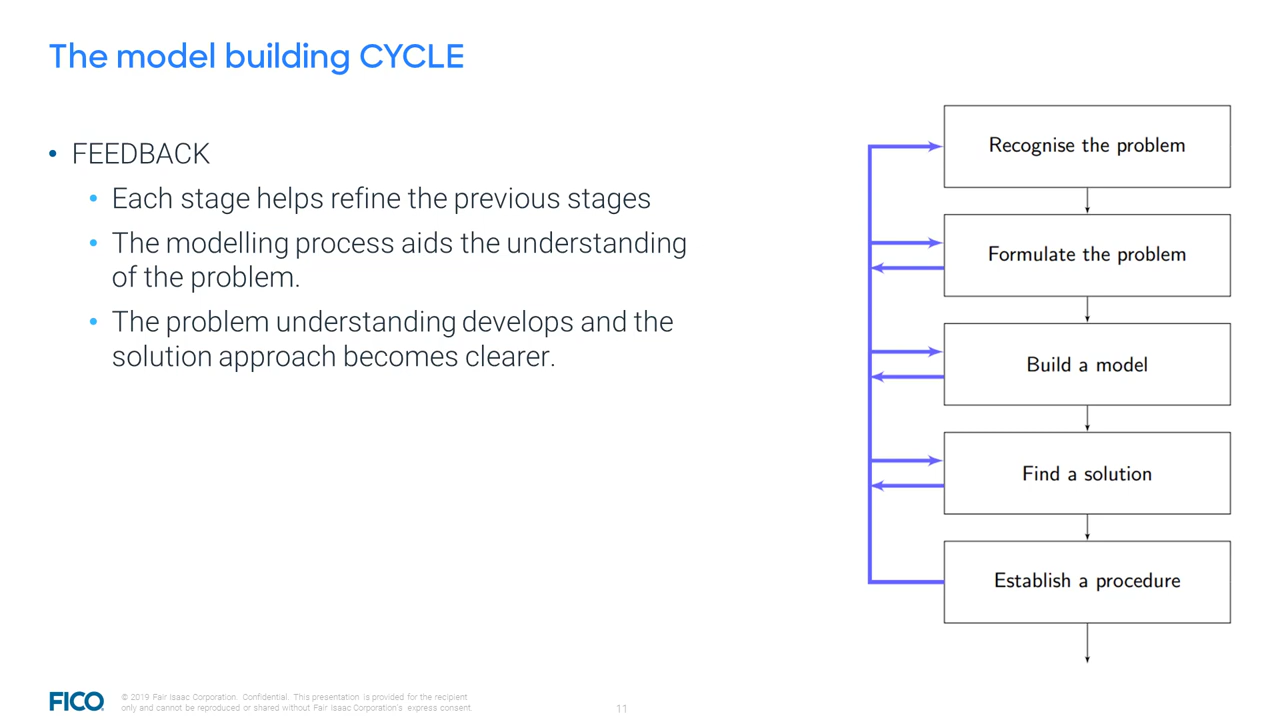 The model building CYCLE
• FEEDBACK
• Each stage helps refine the previous stages
• The modelling process aids the understanding
of the problem.
• The problem understanding develops and the
solution approach becomes clearer.
Recognise the problem
Formulate the problem
Build a model
Find a solution
Establish a procedure
FICO
© 2019 Fair Isaac Corporation. Confidential. This presentation is provided for the recipient
only and cannot be reproduced or shared without Fair Isaac Corporation's express consent
11